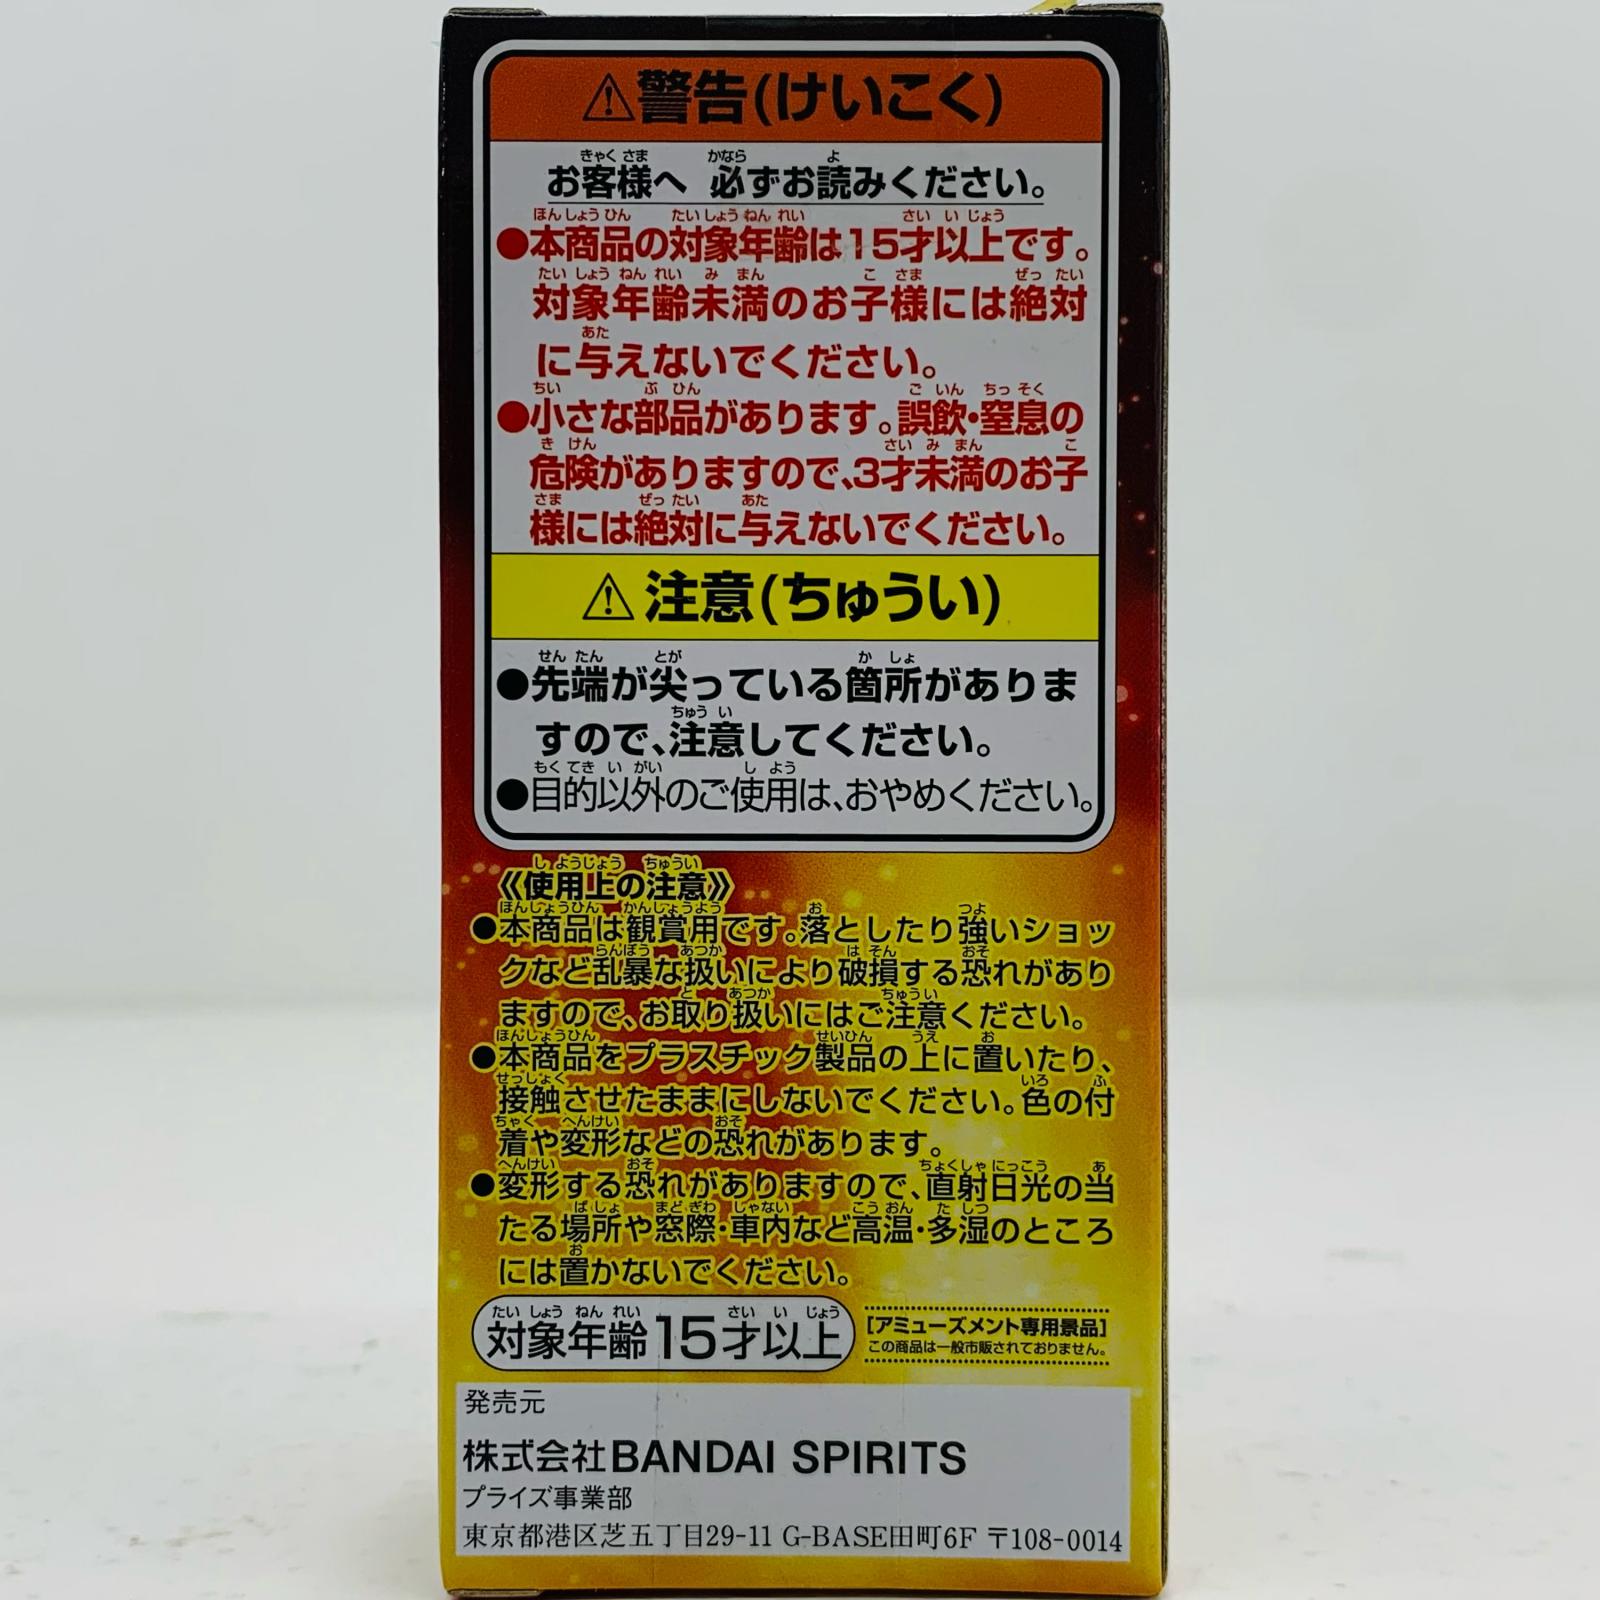 ⚠警告(けいこく)
お客様へ 必ずお読みください。
●本商品の対象年齢は15才以上です。
対象年齢未満のお子様には絶対
に与えないでください。
●小さな部品があります。誤飲・窒息の
危険がありますので、3才未満のお子
様には絶対に与えないでください。
⚠注意(ちゅうい)
●先端が尖っている箇所がありま
すので、注意してください。
●目的以外のご使用は、おやめください。
《使用上の注意》
●本商品は観賞用です。落としたり強いショッ
クなど乱暴な扱いにより破損する恐れがあり
ますので、お取り扱いにはご注意ください。
●本商品をプラスチック製品の上に置いたり、
接触させたままにしないでください。色の付
着や変形などの恐れがあります。
●変形する恐れがありますので、直射日光の当
たる場所や窓際・車内など高温・多湿のところ
には置かないでください。
対象年齢15才以上
[アミューズメント専用景品]
この商品は一般市販されておりません。
発売元
株式会社BANDAI SPIRITS
プライズ事業部
東京都港区芝五丁目29-11 G-BASE田町6F 〒108-0014